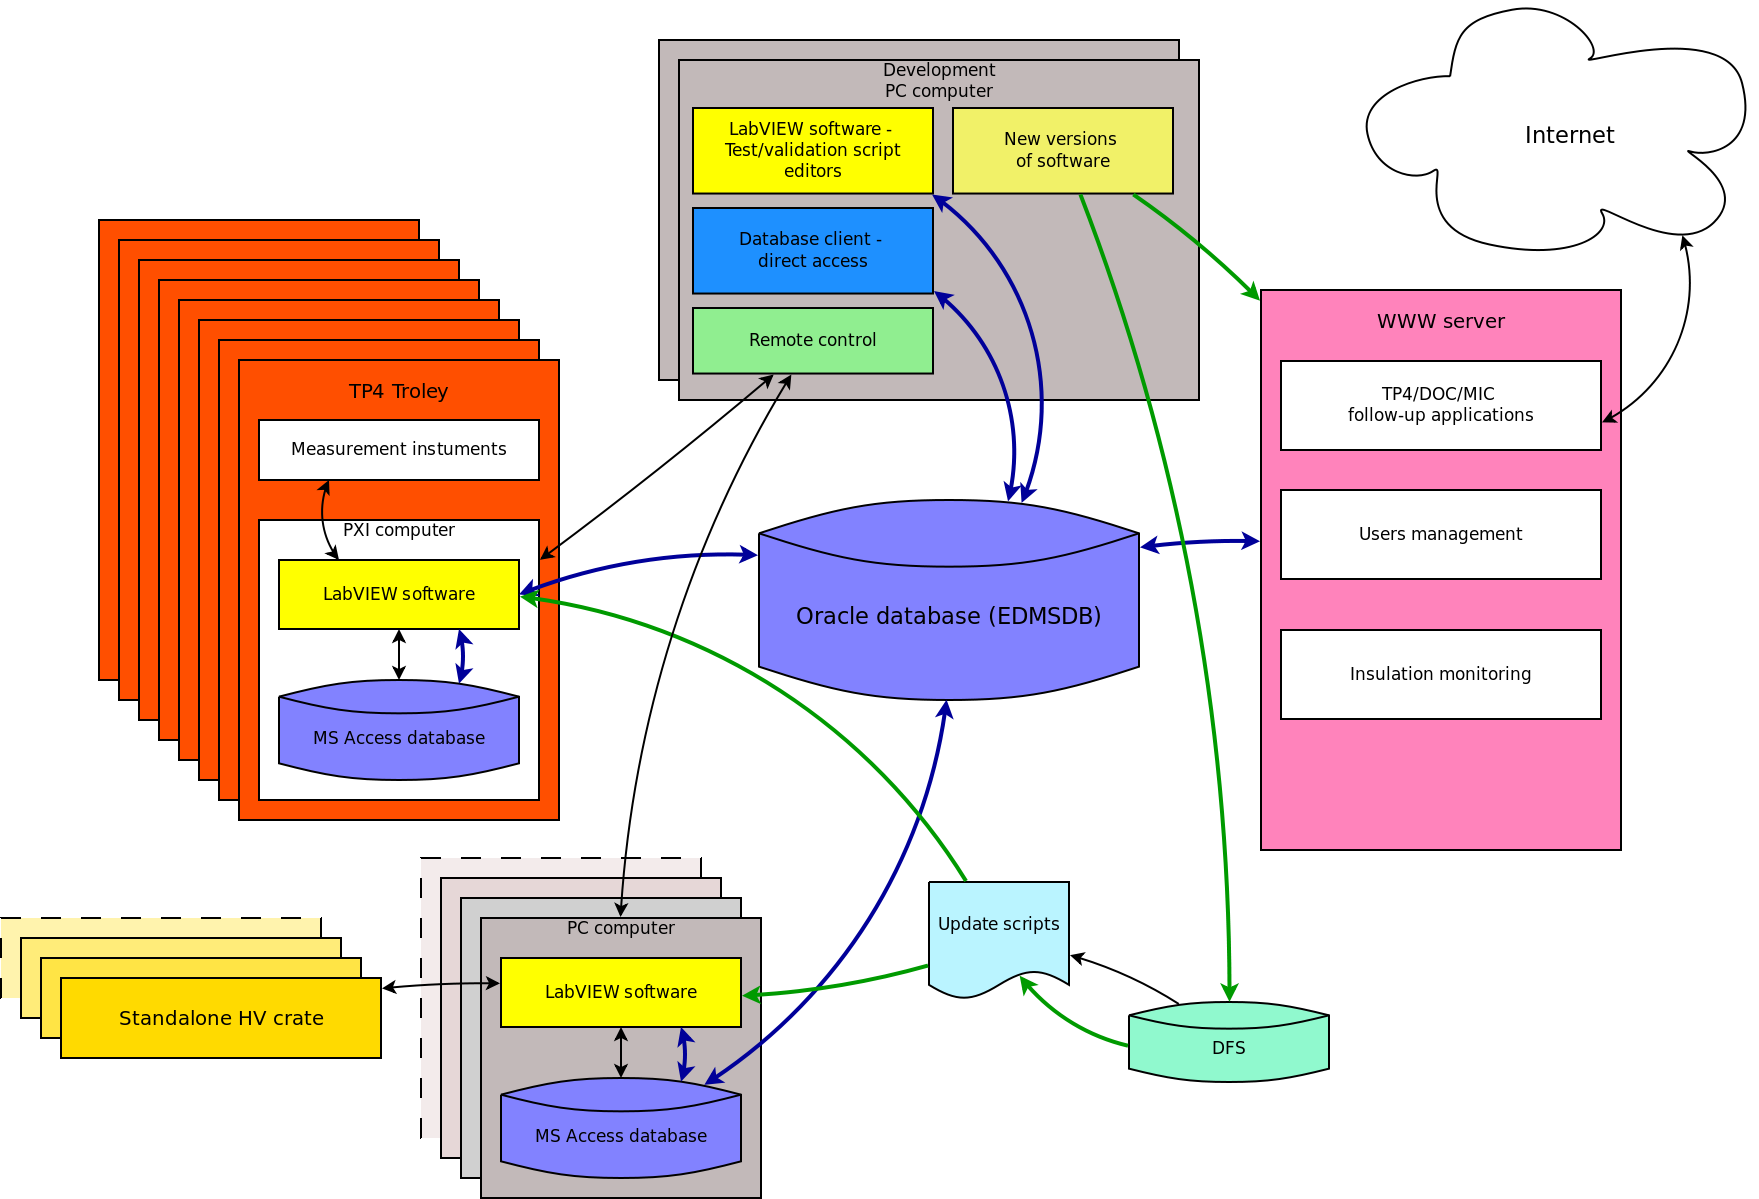 Development
PC computer
LabVIEW software -
Test/validation script
editors
New versions
of software
Database client -
direct access
Remote control
Internet
WWW server
TP4/DOC/MIC
follow-up applications
Users management
Insulation monitoring
TP4 Troley
Measurement instuments
PXI computer
LabVIEW software
MS Access database
Oracle database (EDMSDB)
PC computer
LabVIEW software
MS Access database
Standalone HV crate
Update scripts
DFS